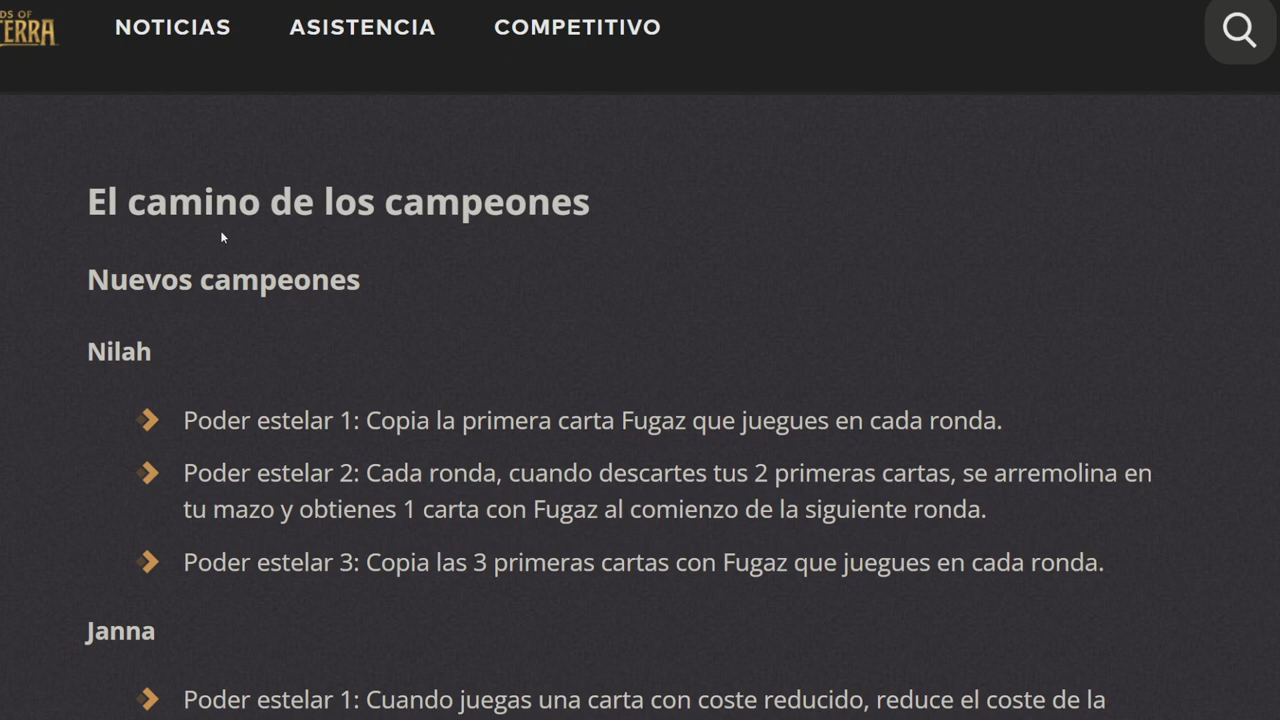 DS OF
TERRA
NOTICIAS ASISTENCIA COMPETITIVO
El camino de los campeones
Nuevos campeones
Nilah
Poder estelar 1: Copia la primera carta Fugaz que juegues en cada ronda.
Poder estelar 2: Cada ronda, cuando descartes tus 2 primeras cartas, se arremolina en
tu mazo y obtienes 1 carta con Fugaz al comienzo de la siguiente ronda.
Poder estelar 3: Copia las 3 primeras cartas con Fugaz que juegues en cada ronda.
Janna
Poder estelar 1: Cuando juegas una carta con coste reducido, reduce el coste de la